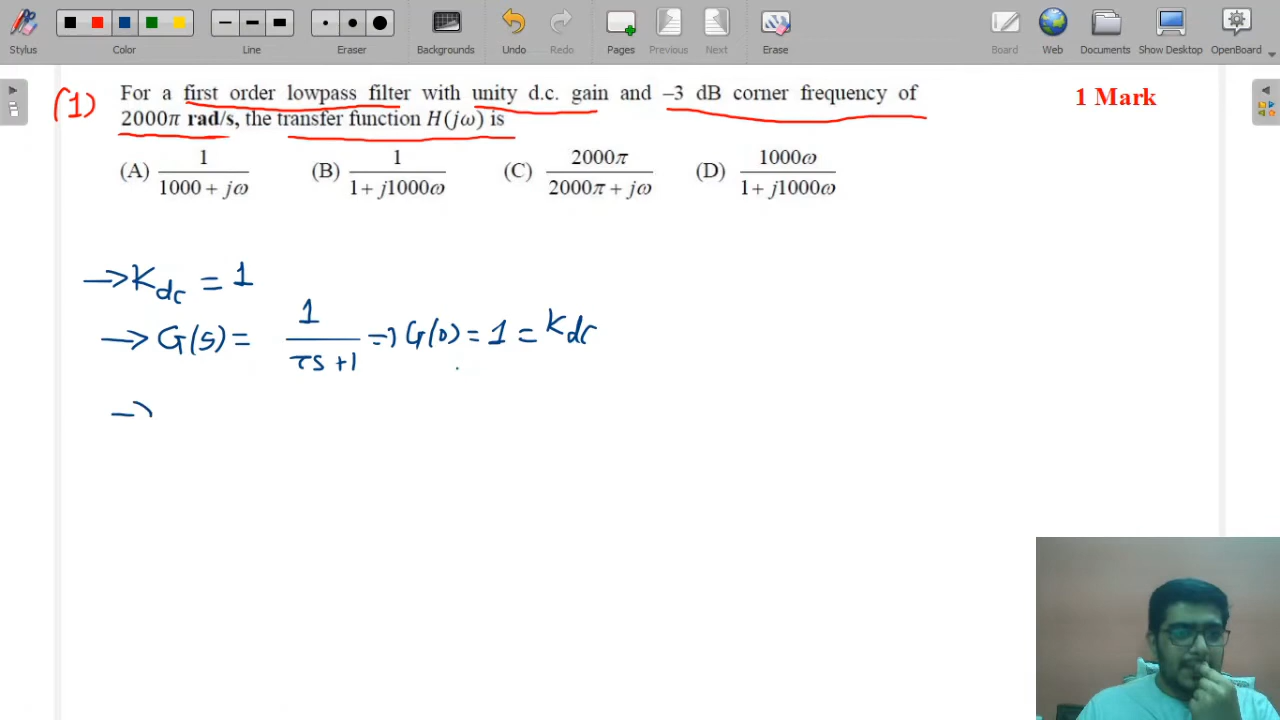 Stylus Color Line Eraser Backgrounds Undo Redo Pages Previous Next Erase Board Web Documents Show Desktop OpenBoard
(1) For a first order lowpass filter with unity d.c. gain and –3 dB corner frequency of 1 Mark
2000π rad/s, the transfer function H(jω) is
(A) 1/(1000 + jω) (B) 1/(1+ j1000ω) (C) 2000π/(2000π + jω) (D) 1000ω/(1+ j1000ω)
→ Kdc = 1
→ G(s) = 1/(τs +1) ⇒ G(0) = 1 = Kdc
→